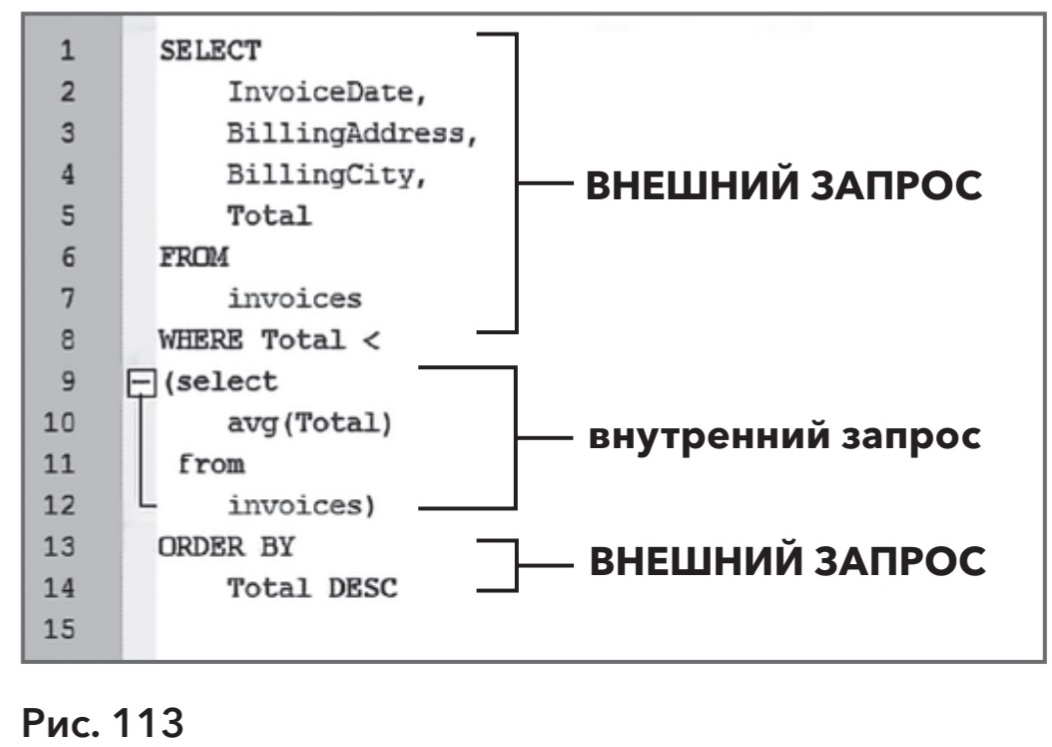 1 SELECT
2 InvoiceDate,
3 BillingAddress,
4 BillingCity,
5 Total
ВНЕШНИЙ ЗАПРОС
6 FROM
7 invoices
8 WHERE Total <
9 (select
10 avg(Total)
внутренний запрос
11 from
12 invoices)
13 ORDER BY
ВНЕШНИЙ ЗАПРОС
14 Total DESC
15
Рис. 113